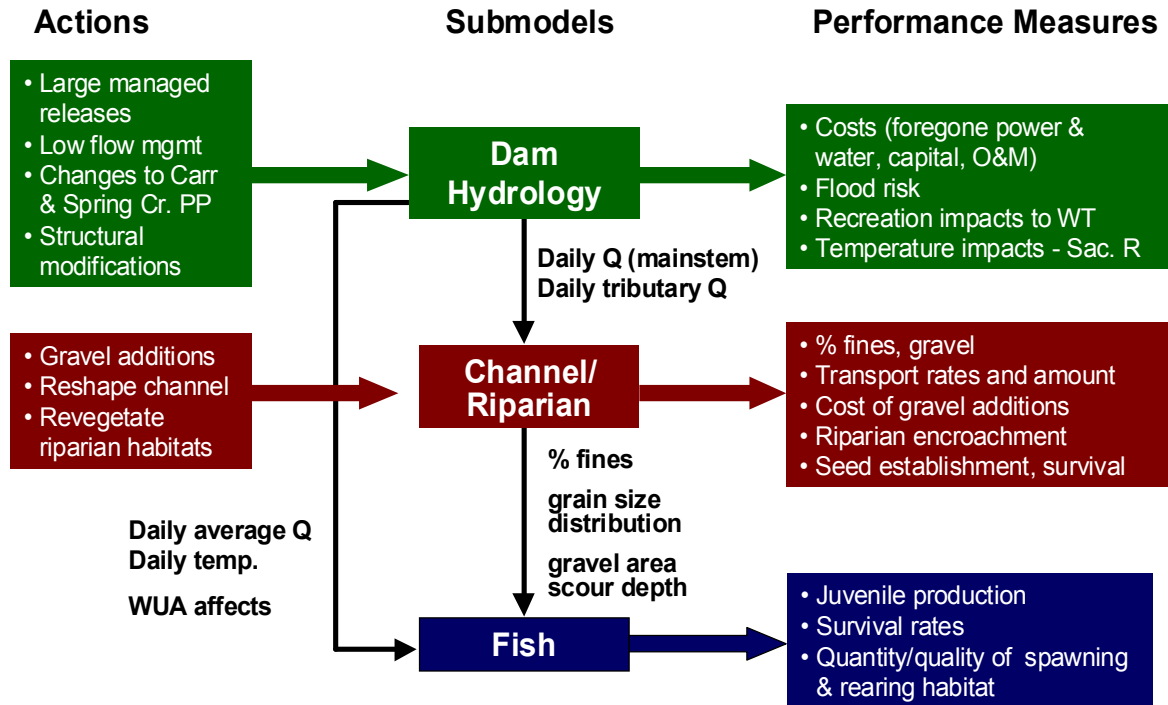 Actions
Submodels
Performance Measures
• Large managed
releases
• Low flow mgmt
• Changes to Carr
& Spring Cr. PP
• Structural
modifications
Dam
Hydrology
• Costs (foregone power &
water, capital, O&M)
• Flood risk
• Recreation impacts to WT
• Temperature impacts - Sac. R
Daily Q (mainstem)
Daily tributary Q
• Gravel additions
• Reshape channel
• Revegetate
riparian habitats
Channel/
Riparian
• % fines, gravel
• Transport rates and amount
• Cost of gravel additions
• Riparian encroachment
• Seed establishment, survival
% fines
grain size
distribution
gravel area
scour depth
Daily average Q
Daily temp.
WUA affects
Fish
• Juvenile production
• Survival rates
• Quantity/quality of spawning
& rearing habitat